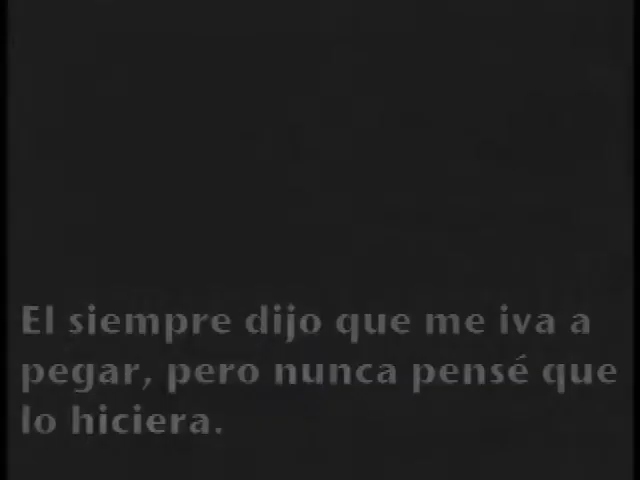 El siempre dijo que me iva a
pegar, pero nunca pensé que
lo hiciera.